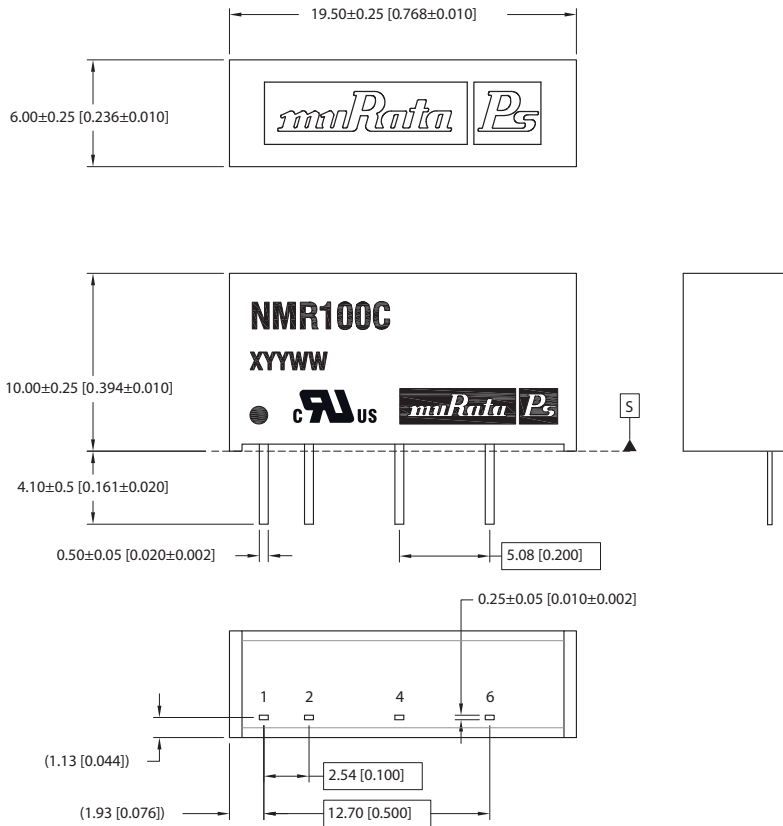 19.50±0.25 [0.768±0.010]
6.00±0.25 [0.236±0.010]
muRata Ps
NMR100C
XYYWW
10.00±0.25 [0.394±0.010]
c RU US
muRata Ps
S
4.10±0.5 [0.161±0.020]
0.50±0.05 [0.020±0.002]
5.08 [0.200]
0.25±0.05 [0.010±0.002]
1 2 4 6
(1.13 [0.044])
2.54 [0.100]
(1.93 [0.076])
12.70 [0.500]